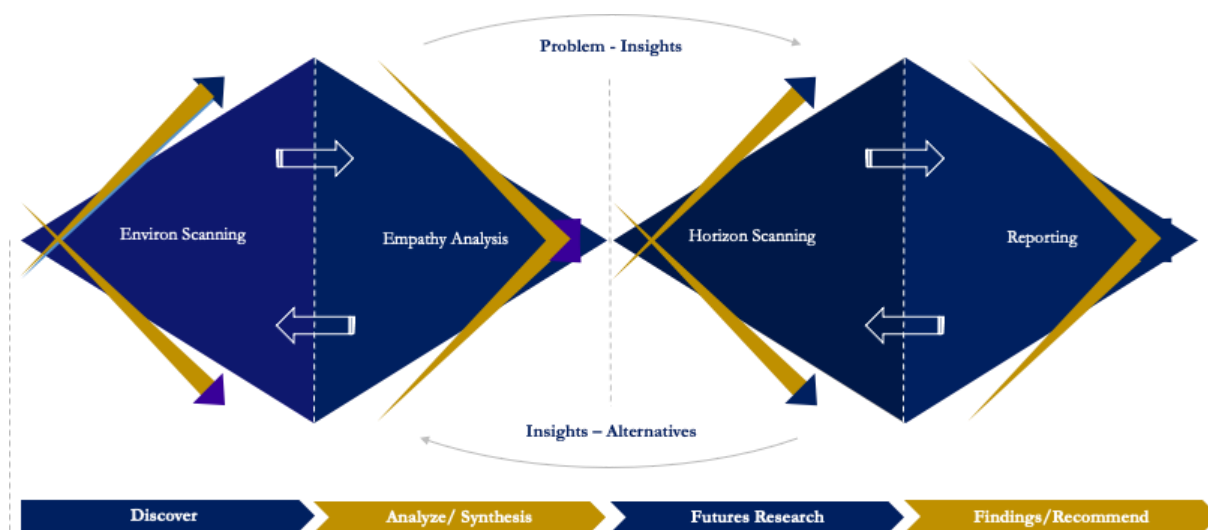 Problem - Insights
Environ Scanning
Empathy Analysis
Horizon Scanning
Reporting
Insights – Alternatives
Discover
Analyze/ Synthesis
Futures Research
Findings/Recommend